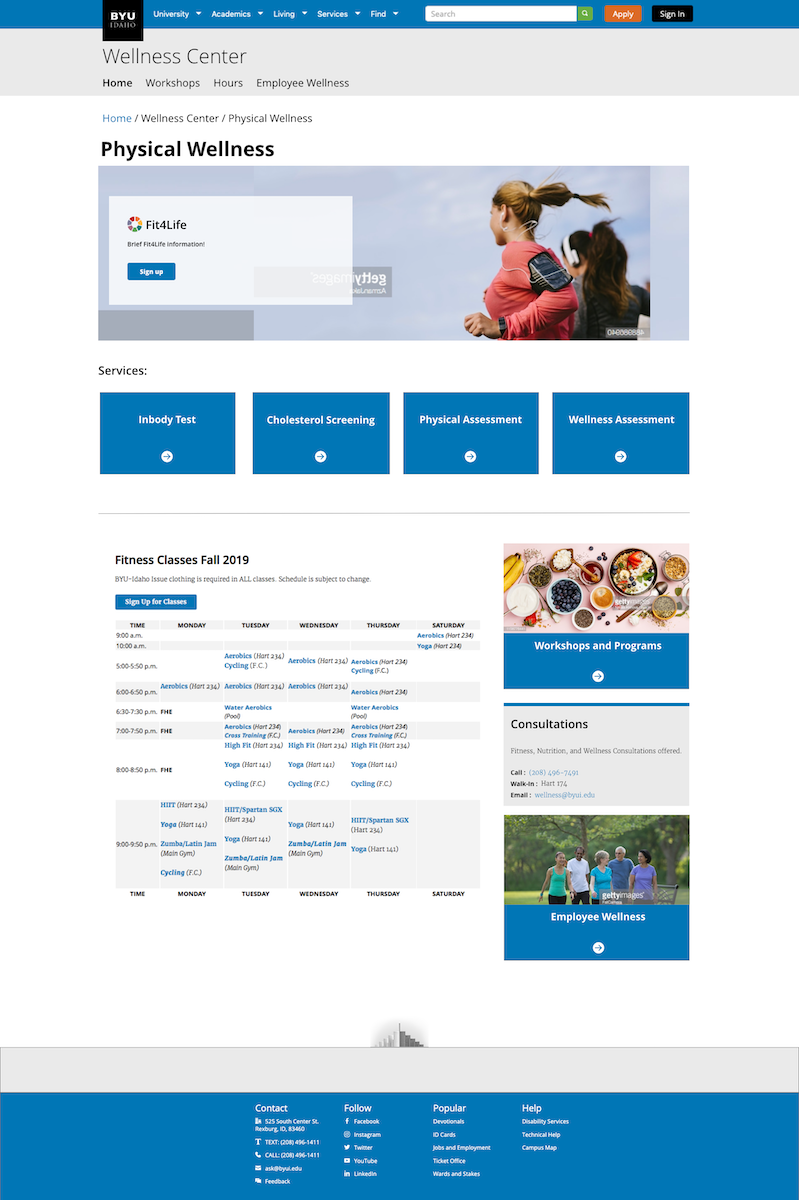 BYU
IDAHO
University Academics Living Services Find Search Apply Sign In
Wellness Center
Home Workshops Hours Employee Wellness
Home / Wellness Center / Physical Wellness
Physical Wellness
Fit4Life
Brief Fit4Life information!
Sign up
gettyimages®
Services:
Inbody Test Cholesterol Screening Physical Assessment Wellness Assessment
Fitness Classes Fall 2019
BYU-Idaho Issue clothing is required in ALL classes. Schedule is subject to change.
Sign Up for Classes
TIME MONDAY TUESDAY WEDNESDAY THURSDAY SATURDAY
9:00 a.m. Aerobics (Hart 234)
10:00 a.m. Yoga (Hart 234)
5:00-5:50 p.m. Aerobics (Hart 234) Aerobics (Hart 234) Aerobics (Hart 234)
Cycling (F.C.) Cycling (F.C.)
6:00-6:50 p.m. Aerobics (Hart 234) Aerobics (Hart 234) Aerobics (Hart 234) Aerobics (Hart 234)
6:30-7:30 p.m. FHE Water Aerobics Water Aerobics
(Pool) (Pool)
7:00-7:50 p.m. FHE Aerobics (Hart 234) Aerobics (Hart 234) Aerobics (Hart 234)
Cross Training (F.C.) Cross Training (F.C.)
8:00-8:50 p.m. FHE High Fit (Hart 234) High Fit (Hart 234) High Fit (Hart 234)
Yoga (Hart 141) Yoga (Hart 141) Yoga (Hart 141)
Cycling (F.C.) Cycling (F.C.) Cycling (F.C.)
9:00-9:50 p.m. HIIT (Hart 234) HIIT/Spartan SGX Yoga (Hart 141) HIIT/Spartan SGX
(Hart 234) (Hart 234)
Yoga (Hart 141) Yoga (Hart 141) Zumba/Latin Jam Yoga (Hart 141)
(Main Gym)
Zumba/Latin Jam Zumba/Latin Jam
(Main Gym) (Main Gym)
Cycling (F.C.)
TIME MONDAY TUESDAY WEDNESDAY THURSDAY SATURDAY
gettyimages
Workshops and Programs
Consultations
Fitness, Nutrition, and Wellness Consultations offered.
Call : (208) 496-7491
Walk-In : Hart 174
Email : wellness@byui.edu
gettyimages
Employee Wellness
Contact
525 South Center St.
Rexburg, ID, 83460
TEXT: (208) 496-1411
CALL: (208) 496-1411
ask@byui.edu
Feedback
Follow
Facebook
Instagram
Twitter
YouTube
LinkedIn
Popular
Devotionals
ID Cards
Jobs and Employment
Ticket Office
Wards and Stakes
Help
Disability Services
Technical Help
Campus Map